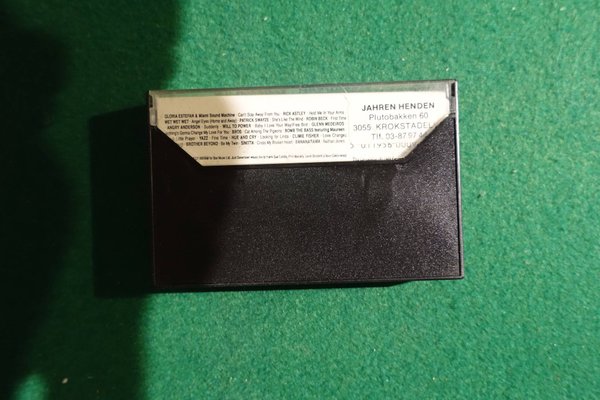 GLORIA ESTEFAN & Miami Sound Machine · Can't Stay Away From You · RICK ASTLEY · Hold Me In Your Arms
WET WET WET · Angel Eyes (Home and Away) · PATRICK SWAYZE · She's Like The Wind · ROBIN BECK · First Time
ANGRY ANDERSON · Suddenly · WILL TO POWER · Baby I Love Your Way/Free Bird · GLENN MEDEIROS
Nothing's Gonna Change My Love For You · BROS · Cat Among The Pigeons · BOMB THE BASS featuring Maureen
Little Prayer · YAZZ · Fine Time · HUE AND CRY · Looking for Linda · CLIMIE FISHER · Love Changes
BROTHER BEYOND · Be My Twin · SINITTA · Cross My Broken Heart · BANANARAMA · Nathan Jones
JAHREN HENDEN
Plutobakken 60
3055 KROKSTADEL
Tlf. 03-87